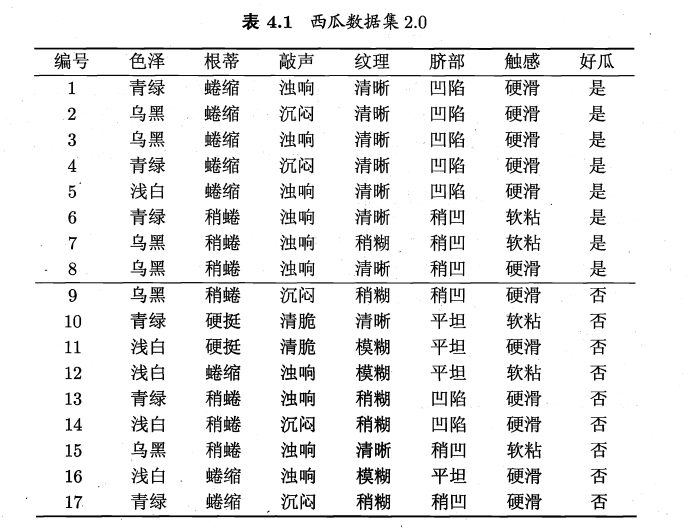 表 4.1 西瓜数据集 2.0
编号 色泽 根蒂 敲声 纹理 脐部 触感 好瓜
1 青绿 蜷缩 浊响 清晰 凹陷 硬滑 是
2 乌黑 蜷缩 沉闷 清晰 凹陷 硬滑 是
3 乌黑 蜷缩 浊响 清晰 凹陷 硬滑 是
4 青绿 蜷缩 沉闷 清晰 凹陷 硬滑 是
5 浅白 蜷缩 浊响 清晰 凹陷 硬滑 是
6 青绿 稍蜷 浊响 清晰 稍凹 软粘 是
7 乌黑 稍蜷 浊响 稍糊 稍凹 软粘 是
8 乌黑 稍蜷 浊响 清晰 稍凹 硬滑 是
9 乌黑 稍蜷 沉闷 稍糊 稍凹 硬滑 否
10 青绿 硬挺 清脆 清晰 平坦 软粘 否
11 浅白 硬挺 清脆 模糊 平坦 硬滑 否
12 浅白 蜷缩 浊响 模糊 平坦 软粘 否
13 青绿 稍蜷 浊响 稍糊 凹陷 硬滑 否
14 浅白 稍蜷 沉闷 稍糊 凹陷 硬滑 否
15 乌黑 稍蜷 浊响 清晰 稍凹 软粘 否
16 浅白 蜷缩 浊响 模糊 平坦 硬滑 否
17 青绿 蜷缩 沉闷 稍糊 稍凹 硬滑 否